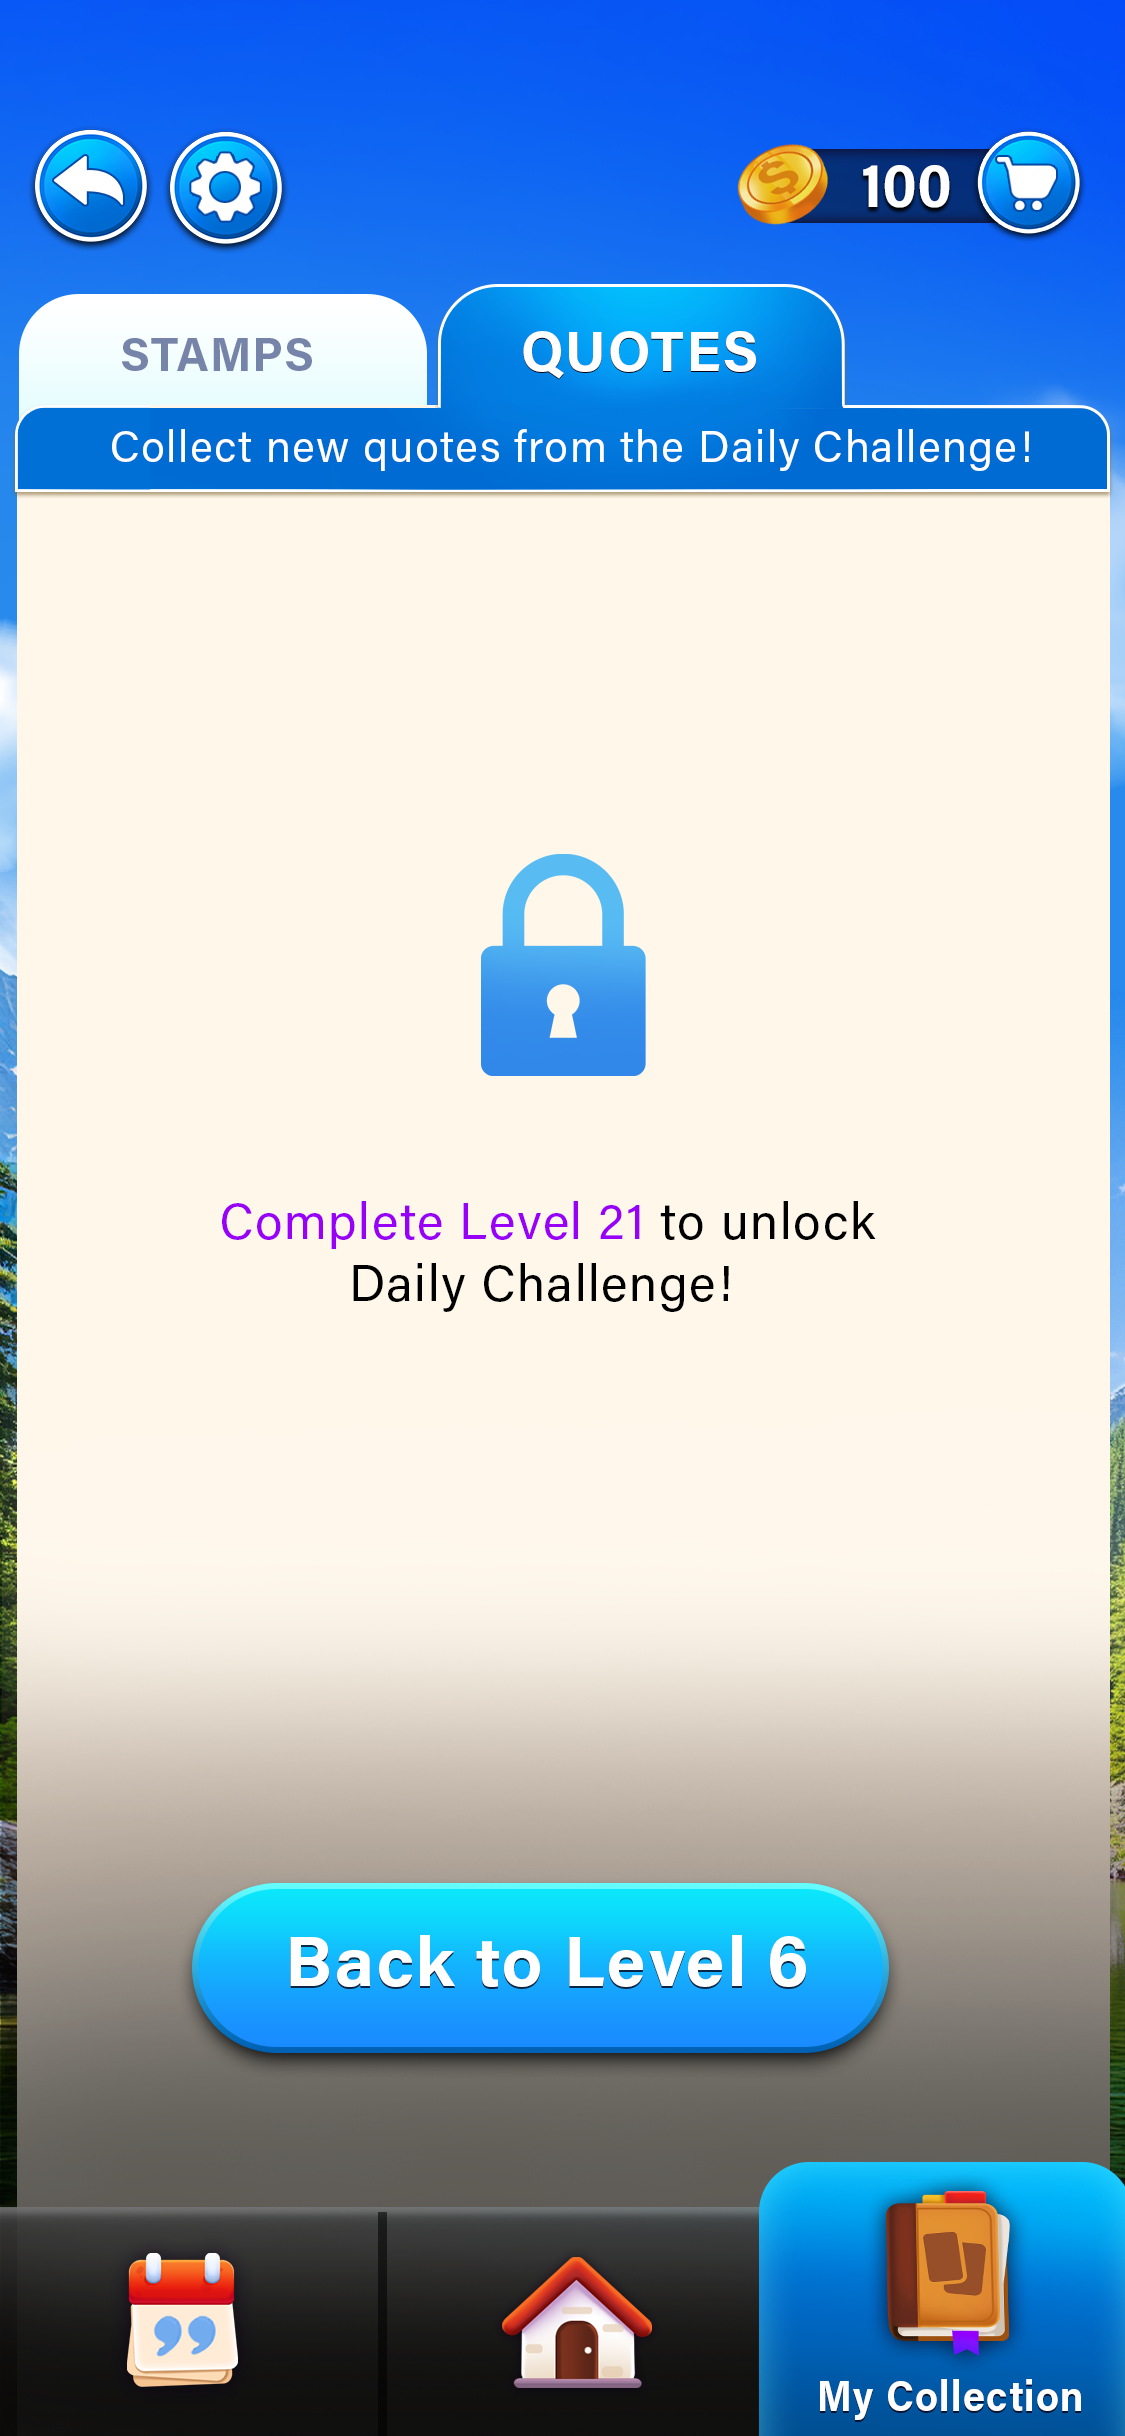 100
STAMPS
QUOTES
Collect new quotes from the Daily Challenge!
Complete Level 21 to unlock
Daily Challenge!
Back to Level 6
My Collection